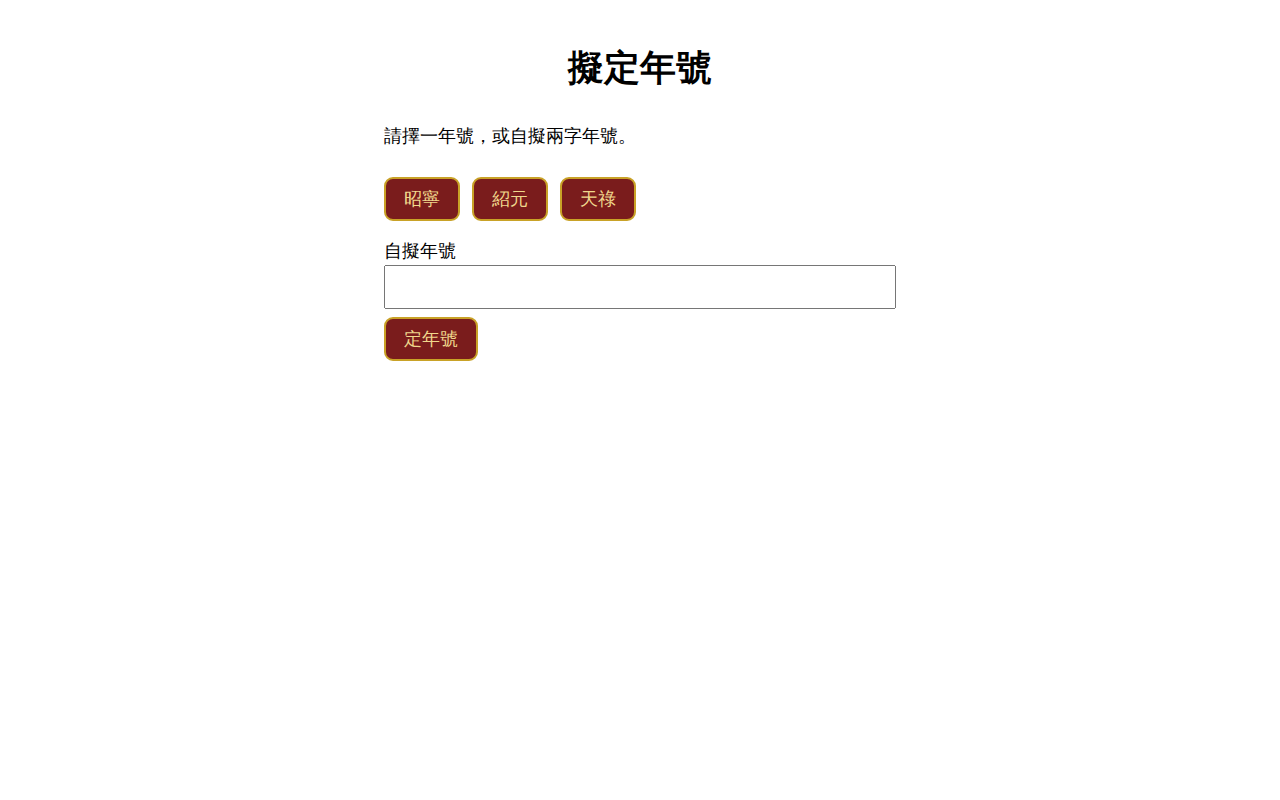 擬定年號
請擇一年號，或自擬兩字年號。
昭寧 紹元 天祿
自擬年號
定年號